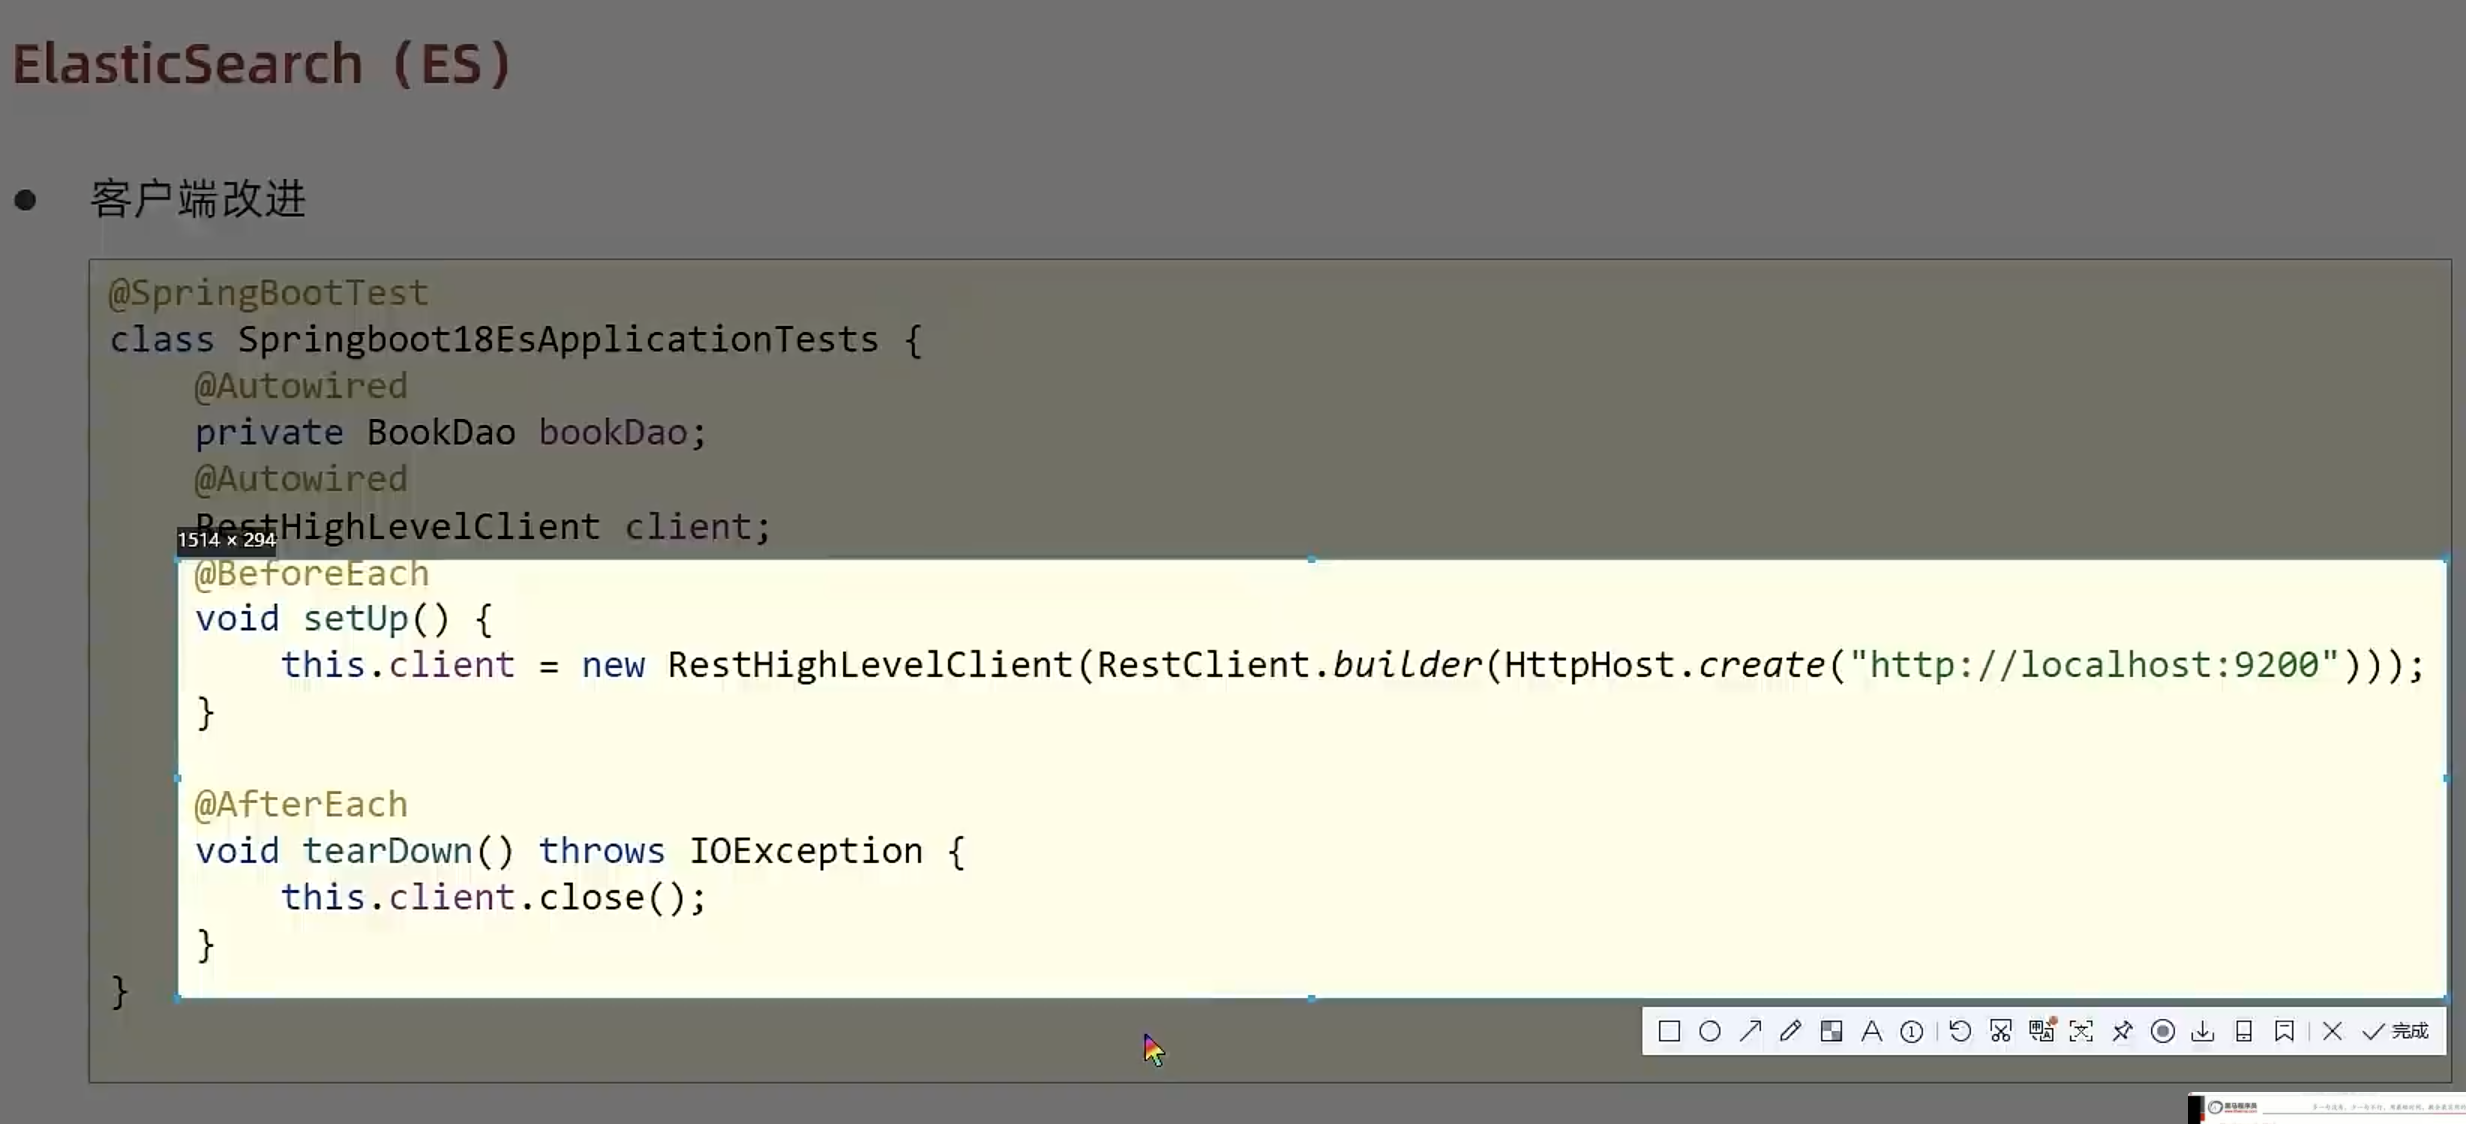 ElasticSearch（ES）
● 客户端改进
@SpringBootTest
class Springboot18EsApplicationTests {
    @Autowired
    private BookDao bookDao;
    @Autowired
    RestHighLevelClient client;
1514 × 294
    @BeforeEach
    void setUp() {
        this.client = new RestHighLevelClient(RestClient.builder(HttpHost.create("http://localhost:9200")));
    }
    @AfterEach
    void tearDown() throws IOException {
        this.client.close();
    }
}
完成